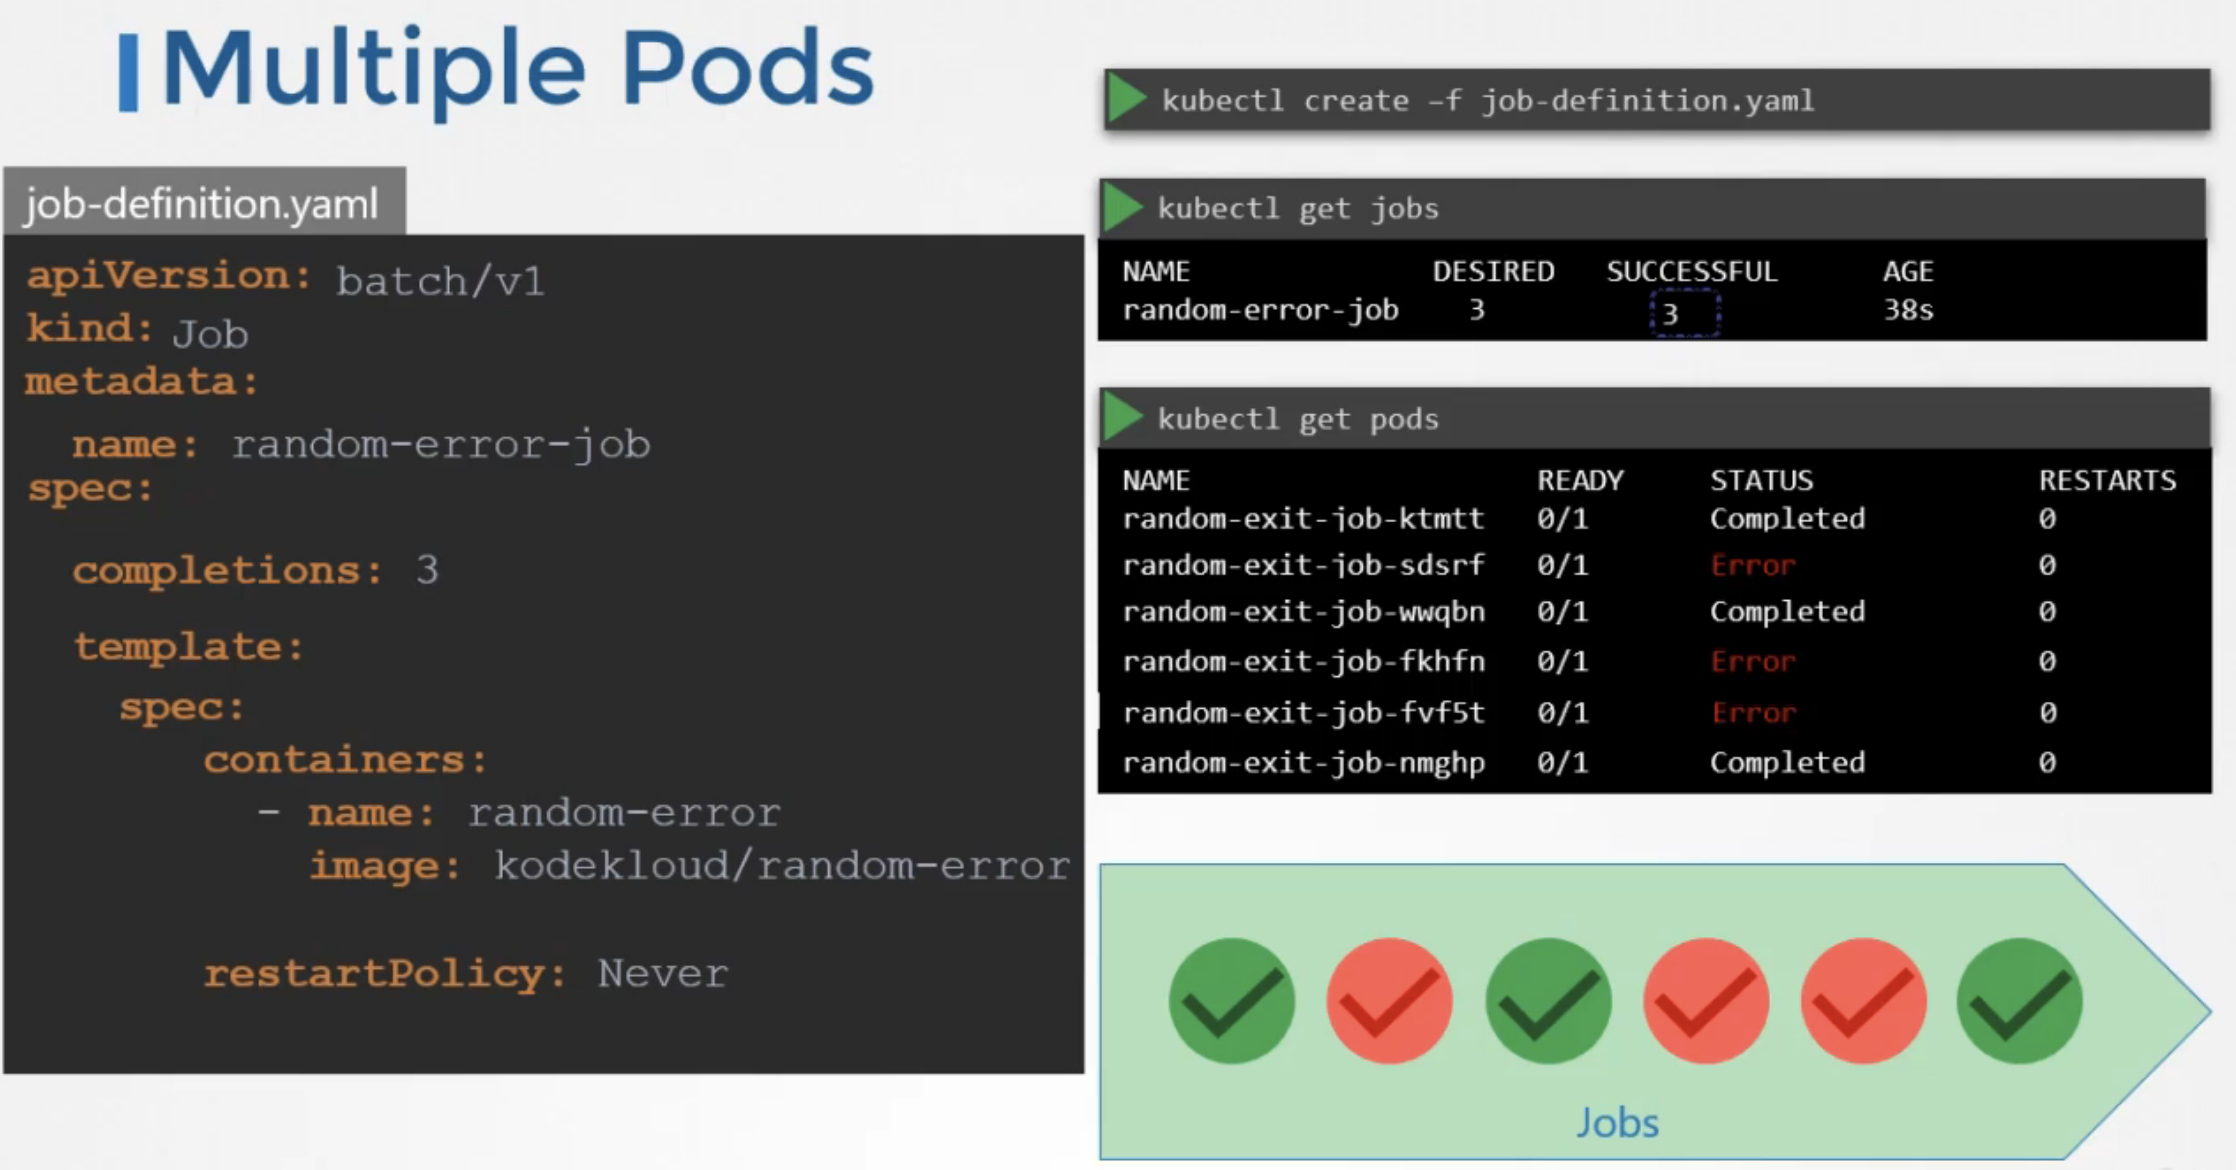 Multiple Pods
job-definition.yaml
apiVersion: batch/v1
kind: Job
metadata:
name: random-error-job
spec:
completions: 3
template:
spec:
containers:
- name: random-error
image: kodekloud/random-error
restartPolicy: Never
kubectl create –f job-definition.yaml
kubectl get jobs
NAME DESIRED SUCCESSFUL AGE
random-error-job 3 3 38s
kubectl get pods
NAME READY STATUS RESTARTS
random-exit-job-ktmtt 0/1 Completed 0
random-exit-job-sdsrf 0/1 Error 0
random-exit-job-wwqbn 0/1 Completed 0
random-exit-job-fkhfn 0/1 Error 0
random-exit-job-fvf5t 0/1 Error 0
random-exit-job-nmghp 0/1 Completed 0
Jobs